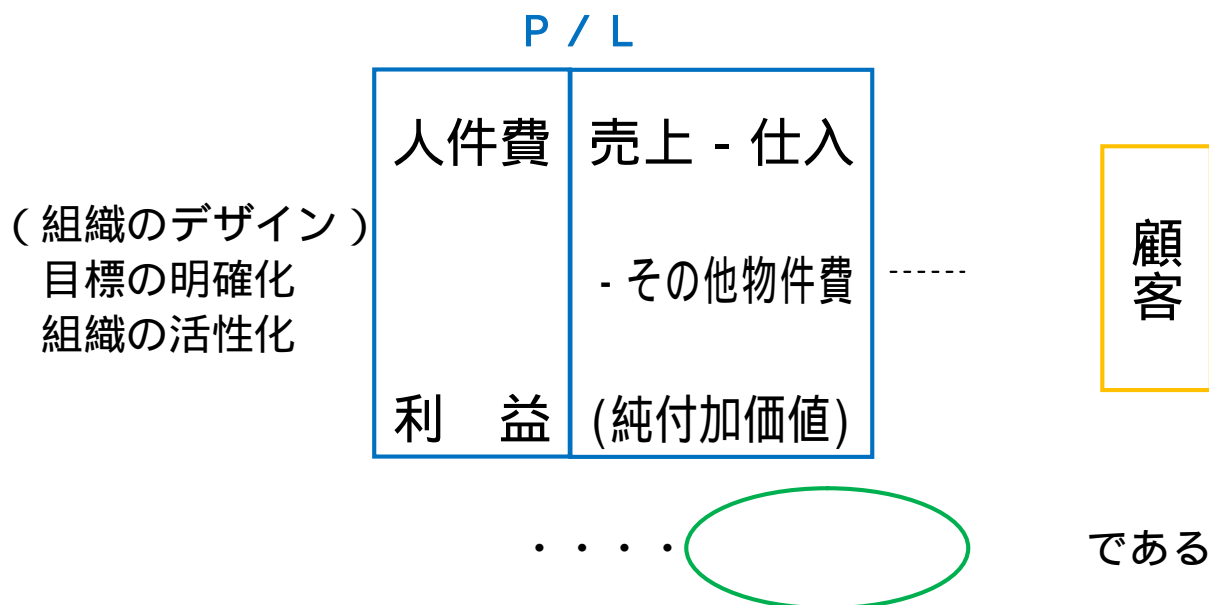 P / L
人件費
売上 - 仕入
(組織のデザイン)
目標の明確化
組織の活性化
- その他物件費 ------
顧客
利 益
(純付加価値)
・・・・
である